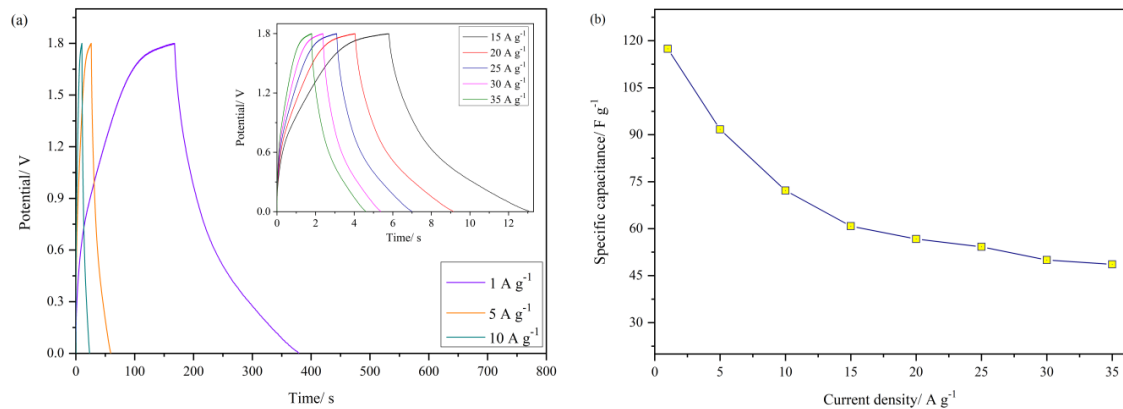 (a)
Potential/ V
1.8
1.5
1.2
0.9
0.6
0.3
0.0
0
100
200
300
400
500
600
700
800
Time/ s
1 A g⁻¹
5 A g⁻¹
10 A g⁻¹
Potential/ V
1.8
1.2
0.6
0.0
0
2
4
6
8
10
12
Time/ s
15 A g⁻¹
20 A g⁻¹
25 A g⁻¹
30 A g⁻¹
35 A g⁻¹
(b)
Specific capacitance/ F g⁻¹
120
105
90
75
60
45
30
0
5
10
15
20
25
30
35
Current density/ A g⁻¹